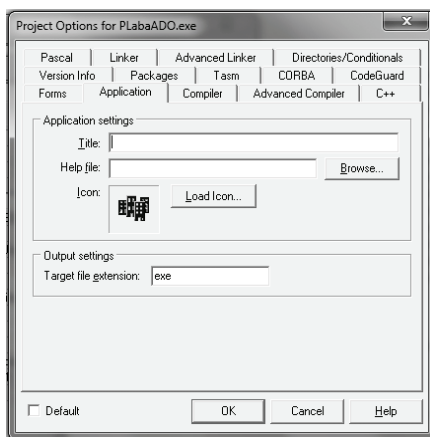 Project Options for PLabaADO.exe
Pascal Linker Advanced Linker Directories/Conditionals
Version Info Packages Tasm CORBA CodeGuard
Forms Application Compiler Advanced Compiler C++
Application settings
Title:
Help file: Browse...
Icon: Load Icon...
Output settings
Target file extension: exe
Default OK Cancel Help